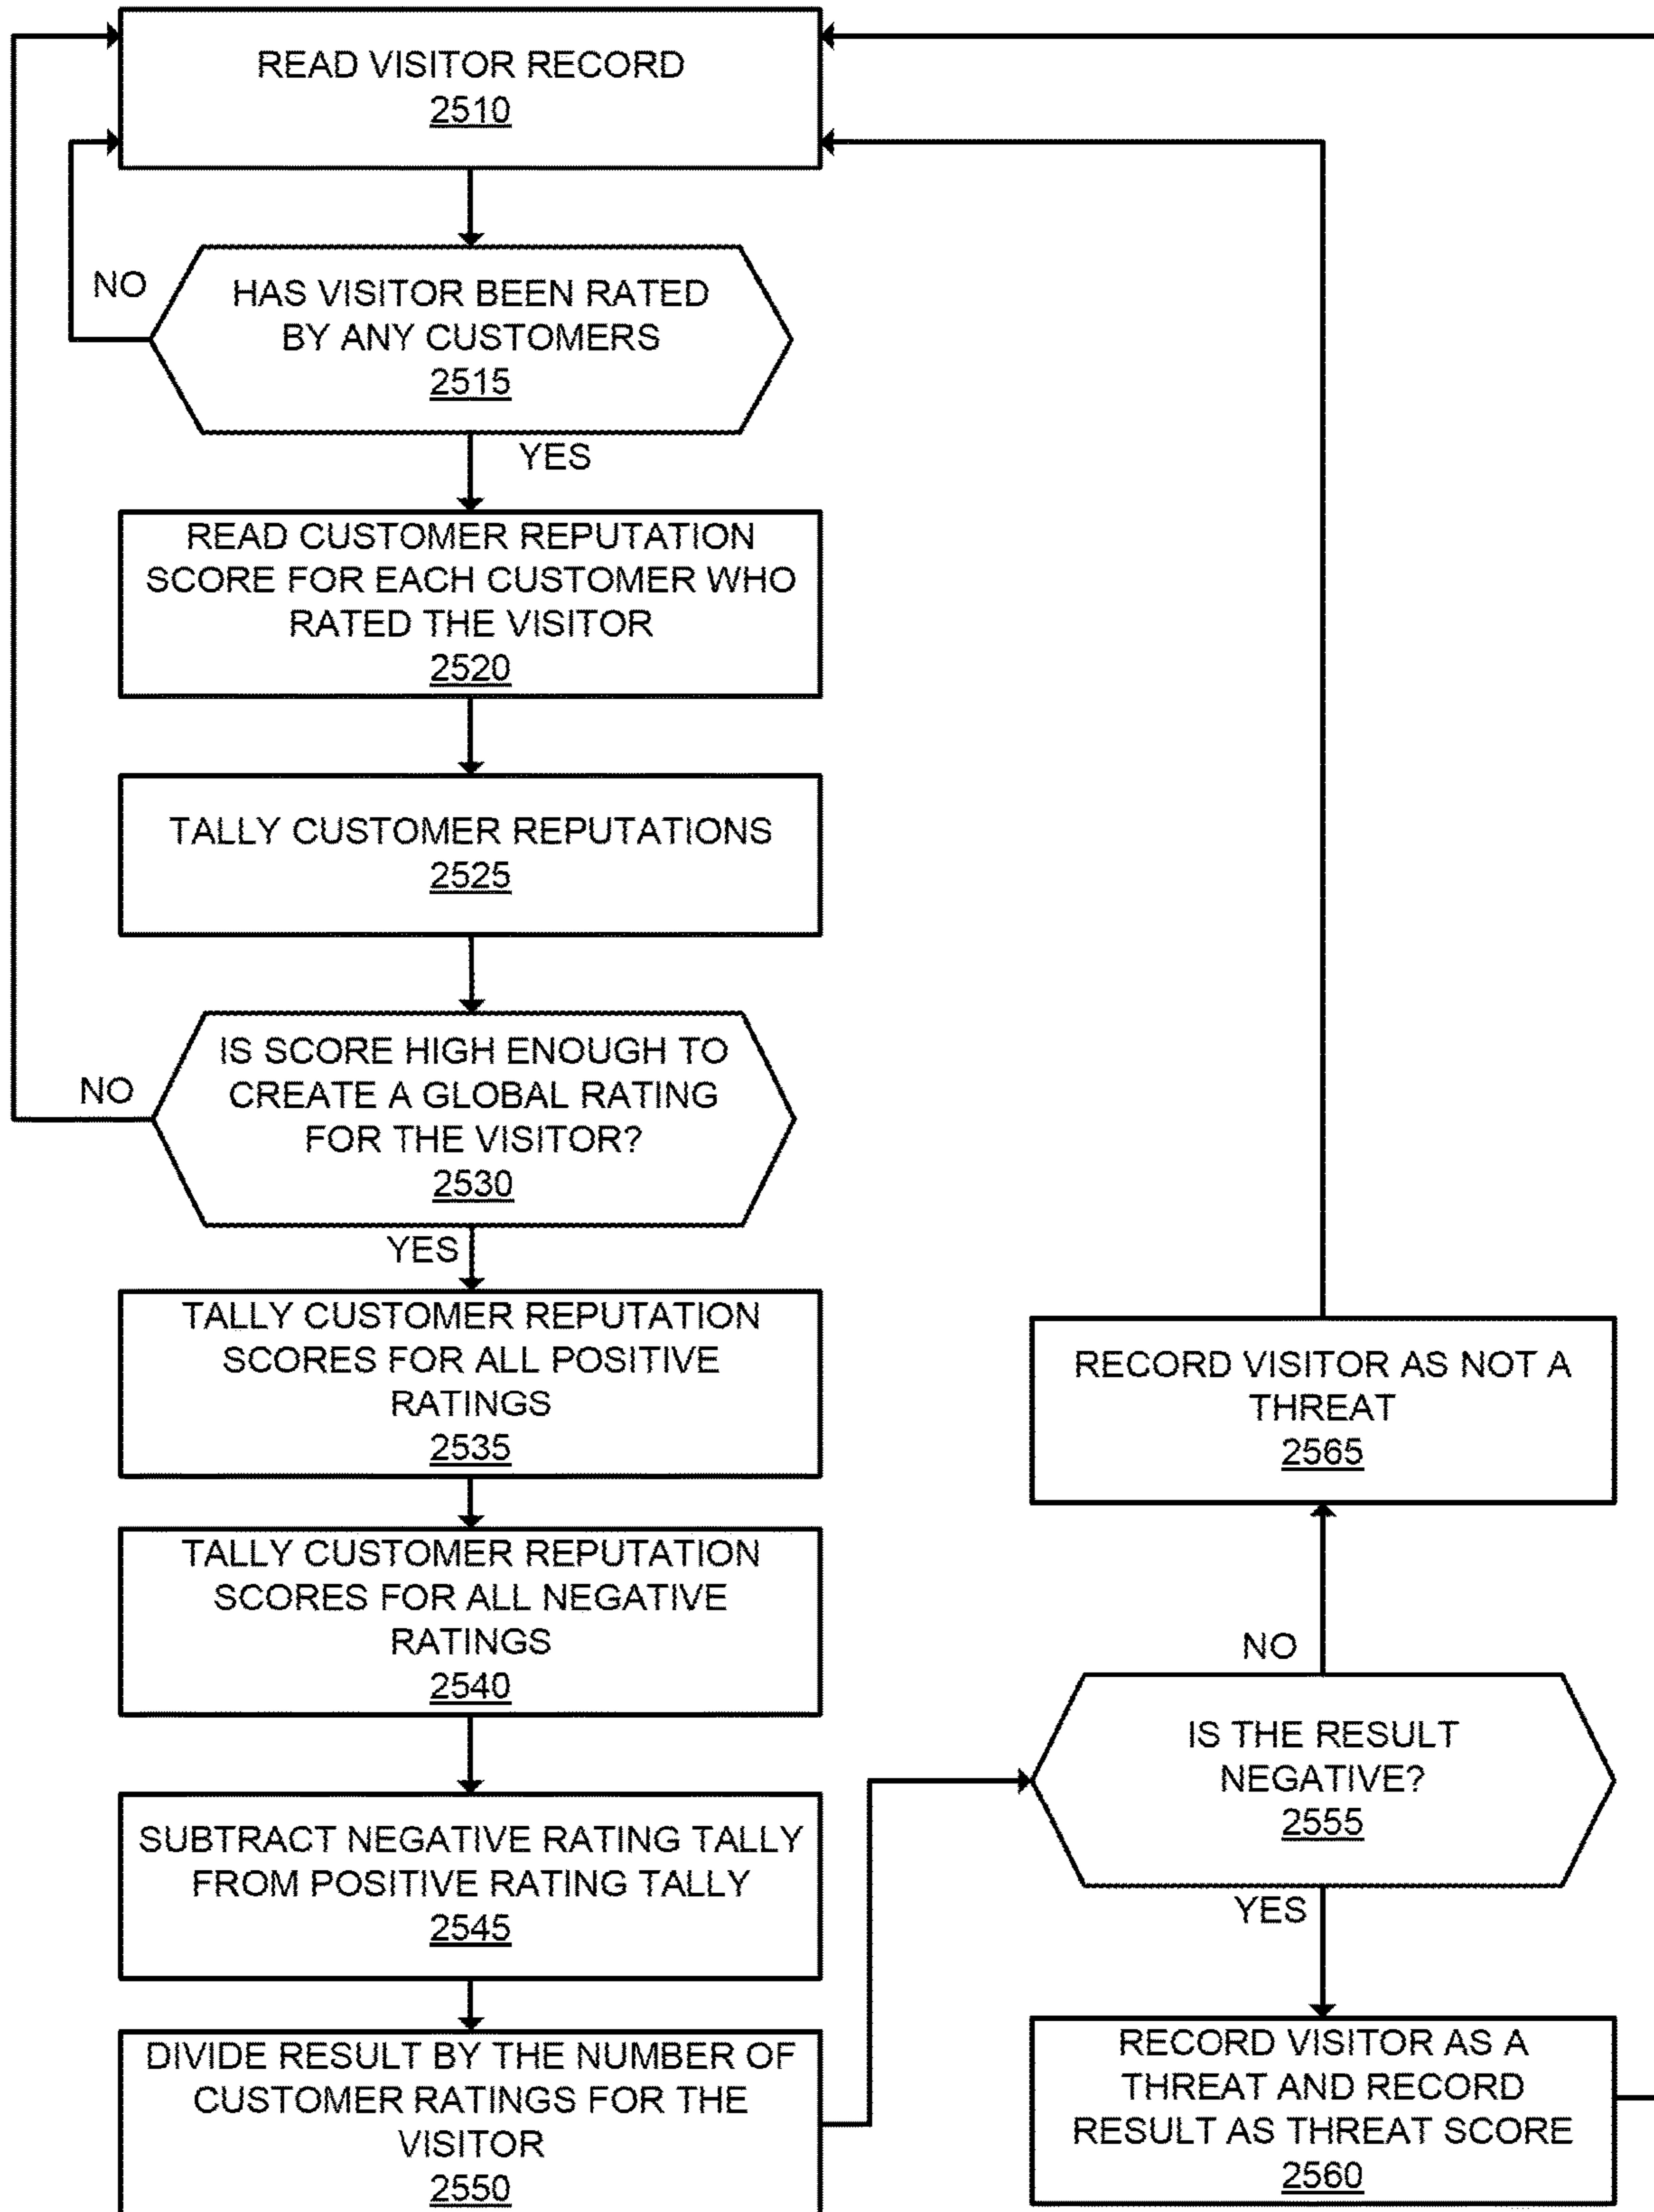 READ VISITOR RECORD
2510
NO
HAS VISITOR BEEN RATED
BY ANY CUSTOMERS
2515
YES
READ CUSTOMER REPUTATION
SCORE FOR EACH CUSTOMER WHO
RATED THE VISITOR
2520
TALLY CUSTOMER REPUTATIONS
2525
IS SCORE HIGH ENOUGH TO
CREATE A GLOBAL RATING
FOR THE VISITOR?
2530
NO
YES
TALLY CUSTOMER REPUTATION
SCORES FOR ALL POSITIVE
RATINGS
2535
TALLY CUSTOMER REPUTATION
SCORES FOR ALL NEGATIVE
RATINGS
2540
SUBTRACT NEGATIVE RATING TALLY
FROM POSITIVE RATING TALLY
2545
DIVIDE RESULT BY THE NUMBER OF
CUSTOMER RATINGS FOR THE
VISITOR
2550
RECORD VISITOR AS NOT A
THREAT
2565
NO
IS THE RESULT
NEGATIVE?
2555
YES
RECORD VISITOR AS A
THREAT AND RECORD
RESULT AS THREAT SCORE
2560